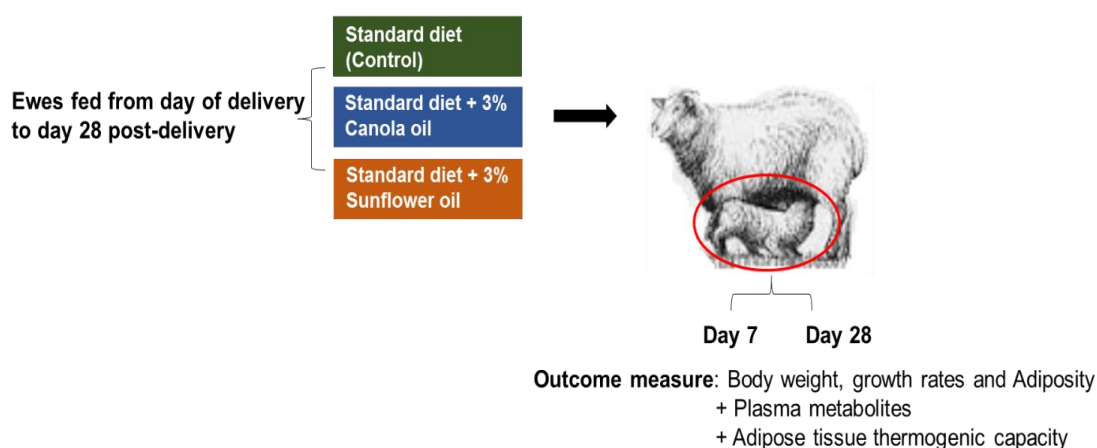 Standard diet
(Control)
Ewes fed from day of delivery
to day 28 post-delivery
Standard diet + 3%
Canola oil
Standard diet + 3%
Sunflower oil
Day 7
Day 28
Outcome measure: Body weight, growth rates and Adiposity
+ Plasma metabolites
+ Adipose tissue thermogenic capacity